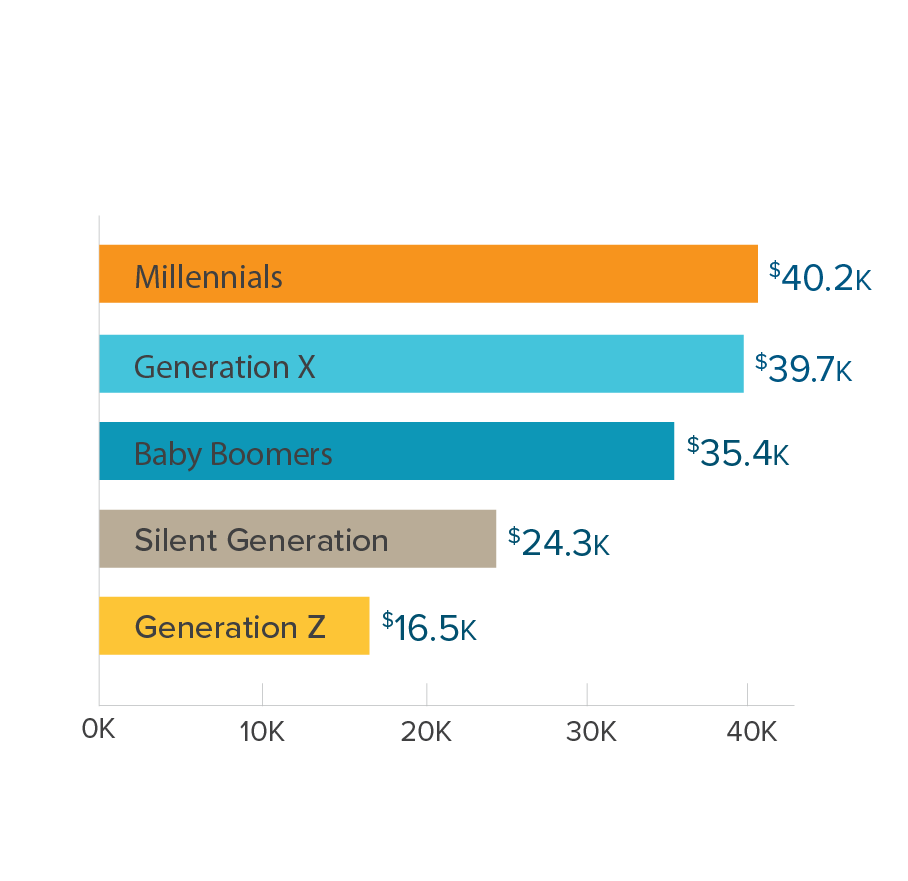 Millennials $40.2K
Generation X $39.7K
Baby Boomers $35.4K
Silent Generation $24.3K
Generation Z $16.5K
0K 10K 20K 30K 40K